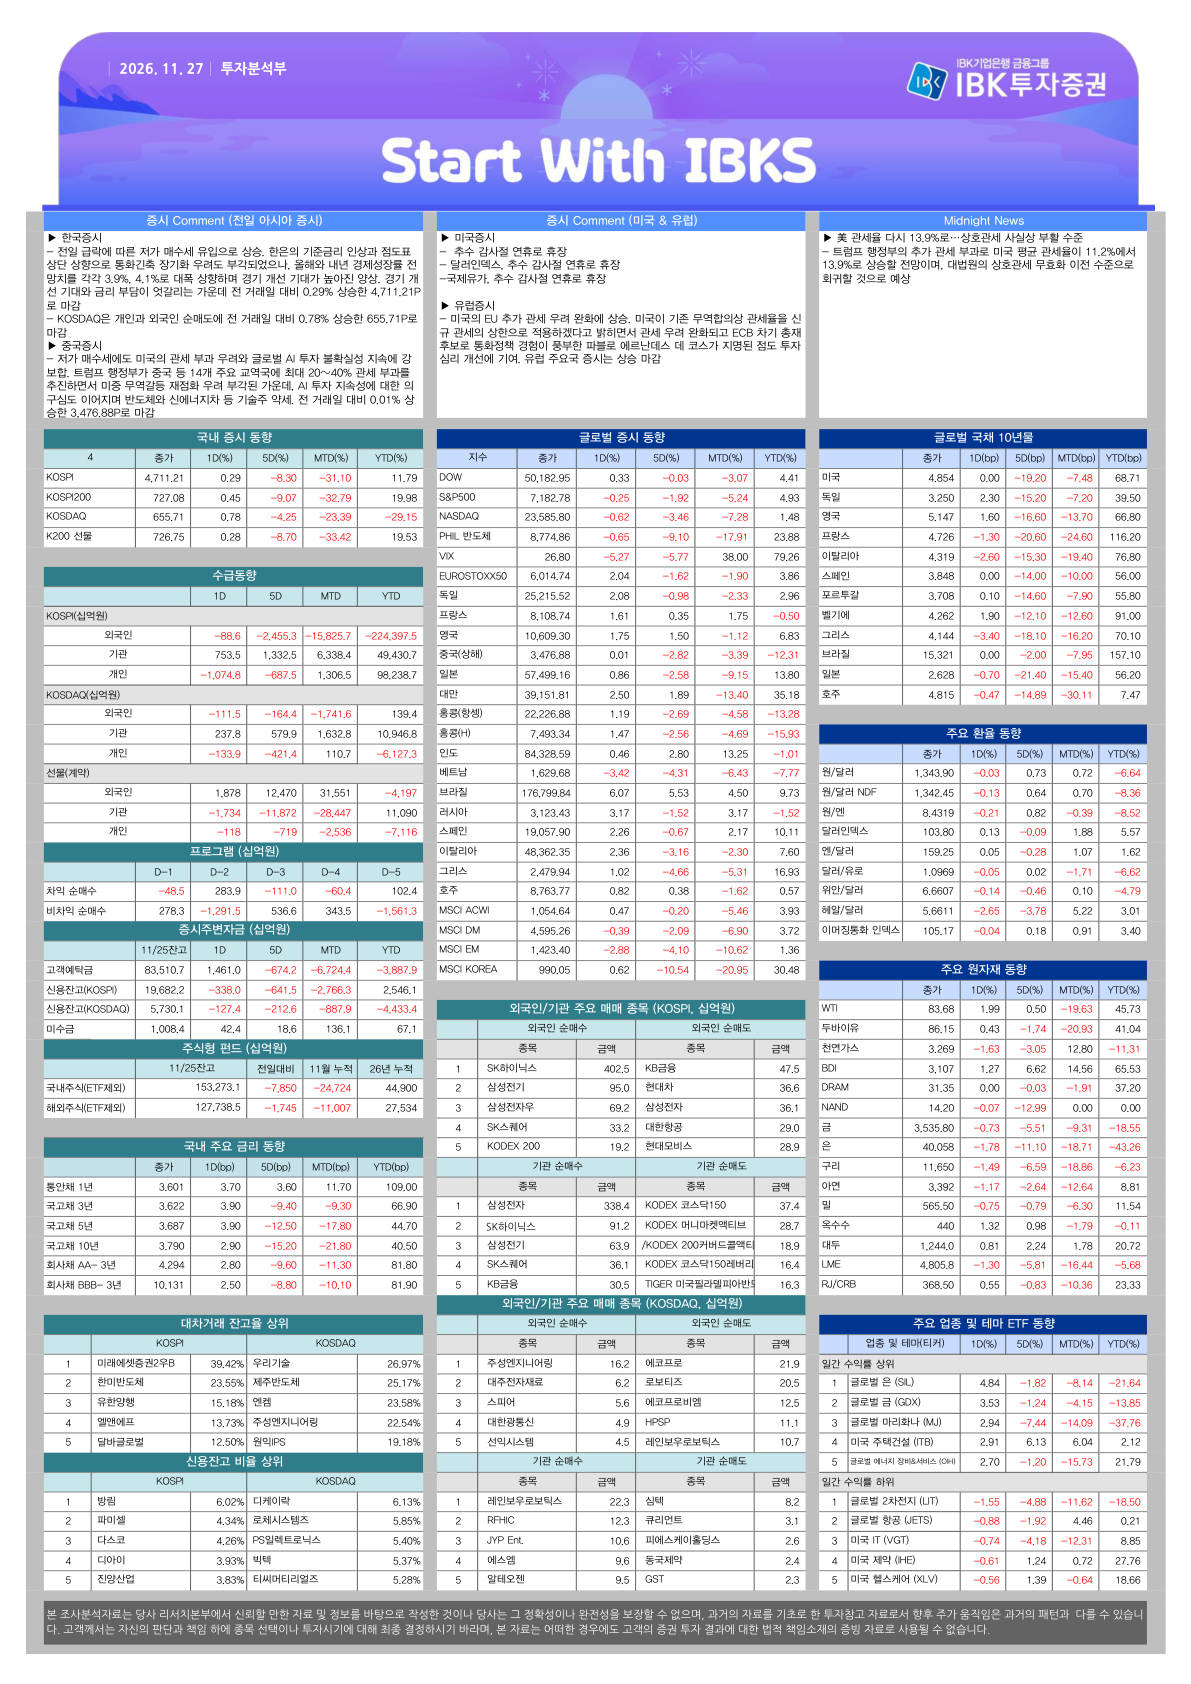 2026. 11. 27 투자분석부
IBK기업은행 금융그룹
IBK투자증권
Start With IBKS
증시 Comment (전일 아시아 증시)
▶ 한국증시
- 전일 급락에 따른 저가 매수세 유입으로 상승. 한은의 기준금리 인상과 점도표
상단 상향으로 통화긴축 장기화 우려도 부각되었으나, 올해와 내년 경제성장률 전
망치를 각각 3.9%, 4.1%로 대폭 상향하며 경기 개선 기대가 높아진 양상. 경기 개
선 기대와 금리 부담이 엇갈리는 가운데 전 거래일 대비 0.29% 상승한 4,711.21P
로 마감
- KOSDAQ은 개인과 외국인 순매도에 전 거래일 대비 0.78% 상승한 655.71P로
마감
▶ 중국증시
- 저가 매수세에도 미국의 관세 부과 우려와 글로벌 AI 투자 불확실성 지속에 강
보합. 트럼프 행정부가 중국 등 14개 주요 교역국에 최대 20~40% 관세 부과를
추진하면서 미중 무역갈등 재점화 우려 부각된 가운데, AI 투자 지속성에 대한 의
구심도 이어지며 반도체와 신에너지차 등 기술주 약세. 전 거래일 대비 0.01% 상
승한 3,476.88P로 마감
증시 Comment (미국 & 유럽)
▶ 미국증시
- 추수 감사절 연휴로 휴장
- 달러인덱스, 추수 감사절 연휴로 휴장
-국제유가, 추수 감사절 연휴로 휴장
▶ 유럽증시
- 미국의 EU 추가 관세 우려 완화에 상승. 미국이 기존 무역합의상 관세율을 신
규 관세의 상한으로 적용하겠다고 밝히면서 관세 우려 완화되고 ECB 차기 총재
후보로 통화정책 경험이 풍부한 파블로 에르난데스 데 코스가 지명된 점도 투자
심리 개선에 기여. 유럽 주요국 증시는 상승 마감
Midnight News
▶ 美 관세율 다시 13.9%로…상호관세 사실상 부활 수준
- 트럼프 행정부의 추가 관세 부과로 미국 평균 관세율이 11.2%에서
13.9%로 상승할 전망이며, 대법원의 상호관세 무효화 이전 수준으로
회귀할 것으로 예상
국내 증시 동향
4 종가 1D(%) 5D(%) MTD(%) YTD(%)
KOSPI 4,711.21 0.29 -8.30 -31.10 11.79
KOSPI200 727.08 0.45 -9.07 -32.79 19.98
KOSDAQ 655.71 0.78 -4.25 -23.39 -29.15
K200 선물 726.75 0.28 -8.70 -33.42 19.53
수급동향
1D 5D MTD YTD
KOSPI(십억원)
외국인 -88.6 -2,455.3 -15,825.7 -224,397.5
기관 753.5 1,332.5 6,338.4 49,430.7
개인 -1,074.8 -687.5 1,306.5 98,238.7
KOSDAQ(십억원)
외국인 -111.5 -164.4 -1,741.6 139.4
기관 237.8 579.9 1,632.8 10,946.8
개인 -133.9 -421.4 110.7 -6,127.3
선물(계약)
외국인 1,878 12,470 31,551 -4,197
기관 -1,734 -11,872 -28,447 11,090
개인 -118 -719 -2,536 -7,116
프로그램 (십억원)
D-1 D-2 D-3 D-4 D-5
차익 순매수 -48.5 283.9 -111.0 -60.4 102.4
비차익 순매수 278.3 -1,291.5 536.6 343.5 -1,561.3
증시주변자금 (십억원)
11/25잔고 1D 5D MTD YTD
고객예탁금 83,510.7 1,461.0 -674.2 -6,724.4 -3,887.9
신용잔고(KOSPI) 19,682.2 -338.0 -641.5 -2,766.3 2,546.1
신용잔고(KOSDAQ) 5,730.1 -127.4 -212.6 -887.9 -4,433.4
미수금 1,008.4 42.4 18.6 136.1 67.1
주식형 펀드 (십억원)
11/25잔고 전일대비 11월 누적 26년 누적
국내주식(ETF제외) 153,273.1 -7,850 -24,724 44,900
해외주식(ETF제외) 127,738.5 -1,745 -11,007 27,534
국내 주요 금리 동향
종가 1D(bp) 5D(bp) MTD(bp) YTD(bp)
통안채 1년 3.601 3.70 3.60 11.70 109.00
국고채 3년 3.622 3.90 -9.40 -9.30 66.90
국고채 5년 3.687 3.90 -12.50 -17.80 44.70
국고채 10년 3.790 2.90 -15.20 -21.80 40.50
회사채 AA- 3년 4.294 2.80 -9.60 -11.30 81.80
회사채 BBB- 3년 10.131 2.50 -8.80 -10.10 81.90
대차거래 잔고율 상위
KOSPI KOSDAQ
1 미래에셋증권2우B 39.42% 우리기술 26.97%
2 한미반도체 23.55% 제주반도체 25.17%
3 유한양행 15.18% 엔켐 23.58%
4 엘앤에프 13.73% 주성엔지니어링 22.54%
5 달바글로벌 12.50% 원익IPS 19.18%
신용잔고 비율 상위
KOSPI KOSDAQ
1 방림 6.02% 디케이락 6.13%
2 파미셀 4.34% 로체시스템즈 5.85%
3 다스코 4.26% PS일렉트로닉스 5.40%
4 디아이 3.93% 빅텍 5.37%
5 진양산업 3.83% 티씨머티리얼즈 5.28%
글로벌 증시 동향
지수 종가 1D(%) 5D(%) MTD(%) YTD(%)
DOW 50,182.95 0.33 -0.03 -3.07 4.41
S&P500 7,182.78 -0.25 -1.92 -5.24 4.93
NASDAQ 23,585.80 -0.62 -3.46 -7.28 1.48
PHIL 반도체 8,774.86 -0.65 -9.10 -17.91 23.88
VIX 26.80 -5.27 -5.77 38.00 79.26
EUROSTOXX50 6,014.74 2.04 -1.62 -1.90 3.86
독일 25,215.52 2.08 -0.98 -2.33 2.96
프랑스 8,108.74 1.61 0.35 1.75 -0.50
영국 10,609.30 1.75 1.50 -1.12 6.83
중국(상해) 3,476.88 0.01 -2.82 -3.39 -12.31
일본 57,499.16 0.86 -2.58 -9.15 13.80
대만 39,151.81 2.50 1.89 -13.40 35.18
홍콩(항셍) 22,226.88 1.19 -2.69 -4.58 -13.28
홍콩(H) 7,493.34 1.47 -2.56 -4.69 -15.93
인도 84,328.59 0.46 2.80 13.25 -1.01
베트남 1,629.68 -3.42 -4.31 -6.43 -7.77
브라질 176,799.84 6.07 5.53 4.50 9.73
러시아 3,123.43 3.17 -1.52 3.17 -1.52
스페인 19,057.90 2.26 -0.67 2.17 10.11
이탈리아 48,362.35 2.36 -3.16 -2.30 7.60
그리스 2,479.94 1.02 -4.66 -5.31 16.93
호주 8,763.77 0.82 0.38 -1.62 0.57
MSCI ACWI 1,054.64 0.47 -0.20 -5.46 3.93
MSCI DM 4,595.26 -0.39 -2.09 -6.90 3.72
MSCI EM 1,423.40 -2.88 -4.10 -10.62 1.36
MSCI KOREA 990.05 0.62 -10.54 -20.95 30.48
외국인/기관 주요 매매 종목 (KOSPI, 십억원)
외국인 순매수 외국인 순매도
종목 금액 종목 금액
1 SK하이닉스 402.5 KB금융 47.5
2 삼성전기 95.0 현대차 36.6
3 삼성전자우 69.2 삼성전자 36.1
4 SK스퀘어 33.2 대한항공 29.0
5 KODEX 200 19.2 현대모비스 28.9
기관 순매수 기관 순매도
종목 금액 종목 금액
1 삼성전자 338.4 KODEX 코스닥150 37.4
2 SK하이닉스 91.2 KODEX 머니마켓액티브 28.7
3 삼성전기 63.9 /KODEX 200커버드콜액티 18.9
4 SK스퀘어 36.1 KODEX 코스닥150레버리 16.4
5 KB금융 30.5 TIGER 미국필라델피아반도 16.3
외국인/기관 주요 매매 종목 (KOSDAQ, 십억원)
외국인 순매수 외국인 순매도
종목 금액 종목 금액
1 주성엔지니어링 16.2 에코프로 21.9
2 대주전자재료 6.2 로보티즈 20.5
3 스피어 5.6 에코프로비엠 12.5
4 대한광통신 4.9 HPSP 11.1
5 선익시스템 4.5 레인보우로보틱스 10.7
기관 순매수 기관 순매도
종목 금액 종목 금액
1 레인보우로보틱스 22.3 심텍 8.2
2 RFHIC 12.3 큐리언트 3.1
3 JYP Ent. 10.6 피에스케이홀딩스 2.6
4 에스엠 9.6 동국제약 2.4
5 알테오젠 9.5 GST 2.3
글로벌 국채 10년물
종가 1D(bp) 5D(bp) MTD(bp) YTD(bp)
미국 4.854 0.00 -19.20 -7.48 68.71
독일 3.250 2.30 -15.20 -7.20 39.50
영국 5.147 1.60 -16.60 -13.70 66.80
프랑스 4.726 -1.30 -20.60 -24.60 116.20
이탈리아 4.319 -2.60 -15.30 -19.40 76.80
스페인 3.848 0.00 -14.00 -10.00 56.00
포르투갈 3.708 0.10 -14.60 -7.90 55.80
벨기에 4.262 1.90 -12.10 -12.60 91.00
그리스 4.144 -3.40 -18.10 -16.20 70.10
브라질 15.321 0.00 -2.00 -7.95 157.10
일본 2.628 -0.70 -21.40 -15.40 56.20
호주 4.815 -0.47 -14.89 -30.11 7.47
주요 환율 동향
종가 1D(%) 5D(%) MTD(%) YTD(%)
원/달러 1,343.90 -0.03 0.73 0.72 -6.64
원/달러 NDF 1,342.45 -0.13 0.64 0.70 -8.36
원/엔 8.4319 -0.21 0.82 -0.39 -8.52
달러인덱스 103.80 0.13 -0.09 1.88 5.57
엔/달러 159.25 0.05 -0.28 1.07 1.62
달러/유로 1.0969 -0.05 0.02 -1.71 -6.62
위안/달러 6.6607 -0.14 -0.46 0.10 -4.79
헤알/달러 5.6611 -2.65 -3.78 5.22 3.01
이머징통화 인덱스 105.17 -0.04 0.18 0.91 3.40
주요 원자재 동향
종가 1D(%) 5D(%) MTD(%) YTD(%)
WTI 83.68 1.99 0.50 -19.63 45.73
두바이유 86.15 0.43 -1.74 -20.93 41.04
천연가스 3.269 -1.63 -3.05 12.80 -11.31
BDI 3,107 1.27 6.62 14.56 65.53
DRAM 31.35 0.00 -0.03 -1.91 37.20
NAND 14.20 -0.07 -12.99 0.00 0.00
금 3,535.80 -0.73 -5.51 -9.31 -18.55
은 40.058 -1.78 -11.10 -18.71 -43.26
구리 11,650 -1.49 -6.59 -18.86 -6.23
아연 3,392 -1.17 -2.64 -12.64 8.81
밀 565.50 -0.75 -0.79 -6.30 11.54
옥수수 440 1.32 0.98 -1.79 -0.11
대두 1,244.0 0.81 2.24 1.78 20.72
LME 4,805.8 -1.30 -5.81 -16.44 -5.68
RJ/CRB 368.50 0.55 -0.83 -10.36 23.33
주요 업종 및 테마 ETF 동향
업종 및 테마(티커) 1D(%) 5D(%) MTD(%) YTD(%)
일간 수익률 상위
1 글로벌 은 (SIL) 4.84 -1.82 -8.14 -21.64
2 글로벌 금 (GDX) 3.53 -1.24 -4.15 -13.85
3 글로벌 마리화나 (MJ) 2.94 -7.44 -14.09 -37.76
4 미국 주택건설 (ITB) 2.91 6.13 6.04 2.12
5 글로벌 에너지 장비&서비스 (OIH) 2.70 -1.20 -15.73 21.79
일간 수익률 하위
1 글로벌 2차전지 (LIT) -1.55 -4.88 -11.62 -18.50
2 글로벌 항공 (JETS) -0.88 -1.92 4.46 0.21
3 미국 IT (VGT) -0.74 -4.18 -12.31 8.85
4 미국 제약 (IHE) -0.61 1.24 0.72 27.76
5 미국 헬스케어 (XLV) -0.56 1.39 -0.64 18.66
본 조사분석자료는 당사 리서치본부에서 신뢰할 만한 자료 및 정보를 바탕으로 작성한 것이나 당사는 그 정확성이나 완전성을 보장할 수 없으며, 과거의 자료를 기초로 한 투자참고 자료로서 향후 주가 움직임은 과거의 패턴과 다를 수 있습니
다. 고객께서는 자신의 판단과 책임 하에 종목 선택이나 투자시기에 대해 최종 결정하시기 바라며, 본 자료는 어떠한 경우에도 고객의 증권 투자 결과에 대한 법적 책임소재의 증빙 자료로 사용될 수 없습니다.